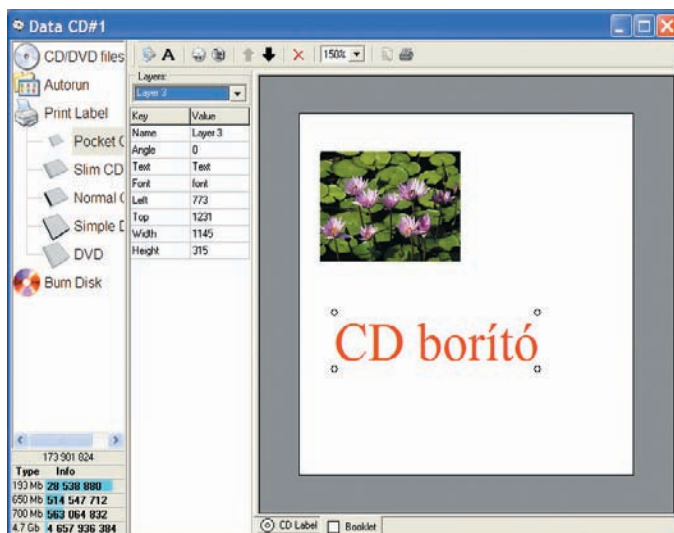 Data CD#1
CD/DVD files
Autorun
Print Label
Pocket C
Slim CD
Normal C
Simple D
DVD
Burn Disk
173 901 824
Type Info
193 Mb 28 538 880
650 Mb 514 547 712
700 Mb 563 064 832
4.7 Gb 4 657 936 384
A 150%
Layers:
Layer 3
Key Value
Name Layer 3
Angle 0
Text Text
Font font
Left 773
Top 1231
Width 1145
Height 315
CD borító
CD Label Booklet